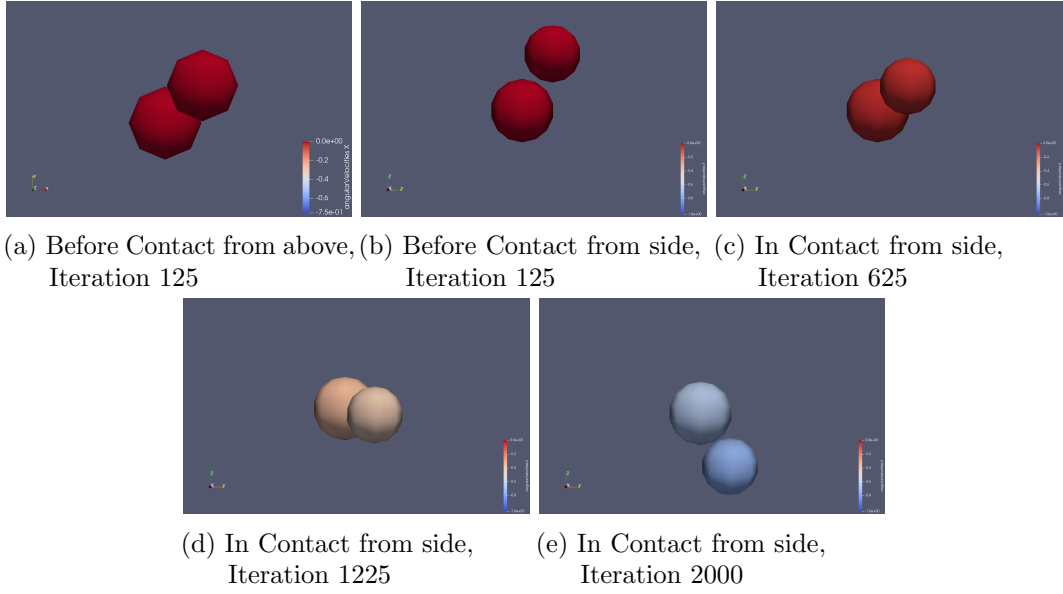 0.0e+00
-0.2
-0.4
-0.6
-7.5e-01
angularVelocities X
(a) Before Contact from above, Iteration 125
(b) Before Contact from side, Iteration 125
(c) In Contact from side, Iteration 625
(d) In Contact from side, Iteration 1225
(e) In Contact from side, Iteration 2000